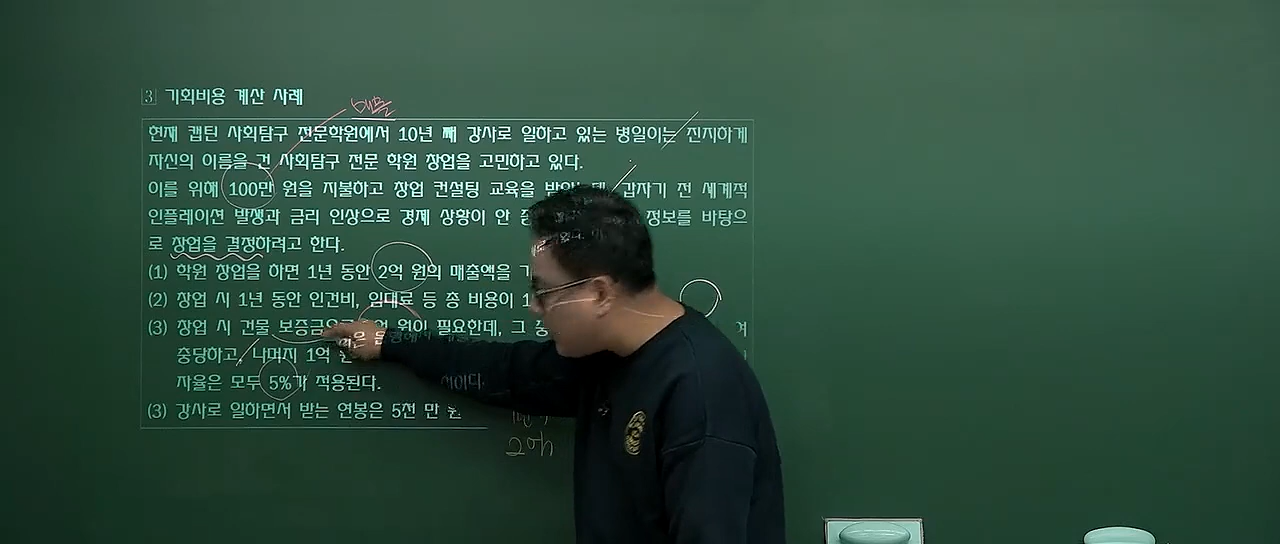 3 기회비용 계산 사례
매몰
현재 캡틴 사회탐구 전문학원에서 10년 째 강사로 일하고 있는 병일이는 진지하게
자신의 이름을 건 사회탐구 전문 학원 창업을 고민하고 있다.
이를 위해 100만 원을 지불하고 창업 컨설팅 교육을 갑자기 전 세계적
인플레이션 발생과 금리 인상으로 경제 상황이 안 정보를 바탕으
로 창업을 결정하려고 한다.
(1) 학원 창업을 하면 1년 동안 2억 원의 매출액을
(2) 창업 시 1년 동안 인건비, 임대료 등 총 비용이
(3) 창업 시 건물 보증금으로 원이 필요한데, 그
충당하고, 나머지 1억 원
자율은 모두 5%가 적용된다.
(3) 강사로 일하면서 받는 연봉은 5천 만 원
2억